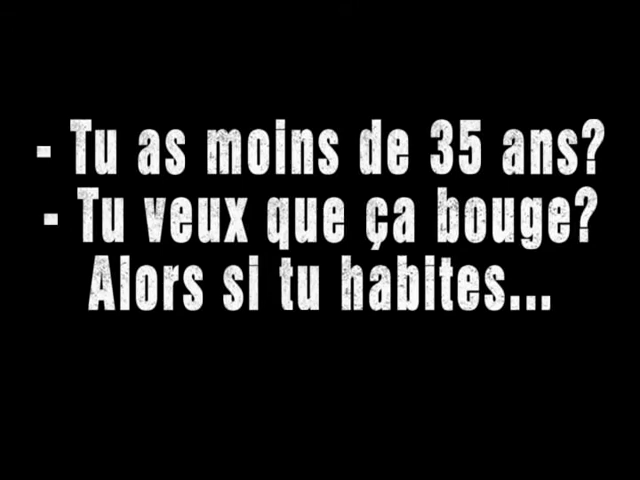 - Tu as moins de 35 ans?
- Tu veux que ça bouge?
Alors si tu habites...